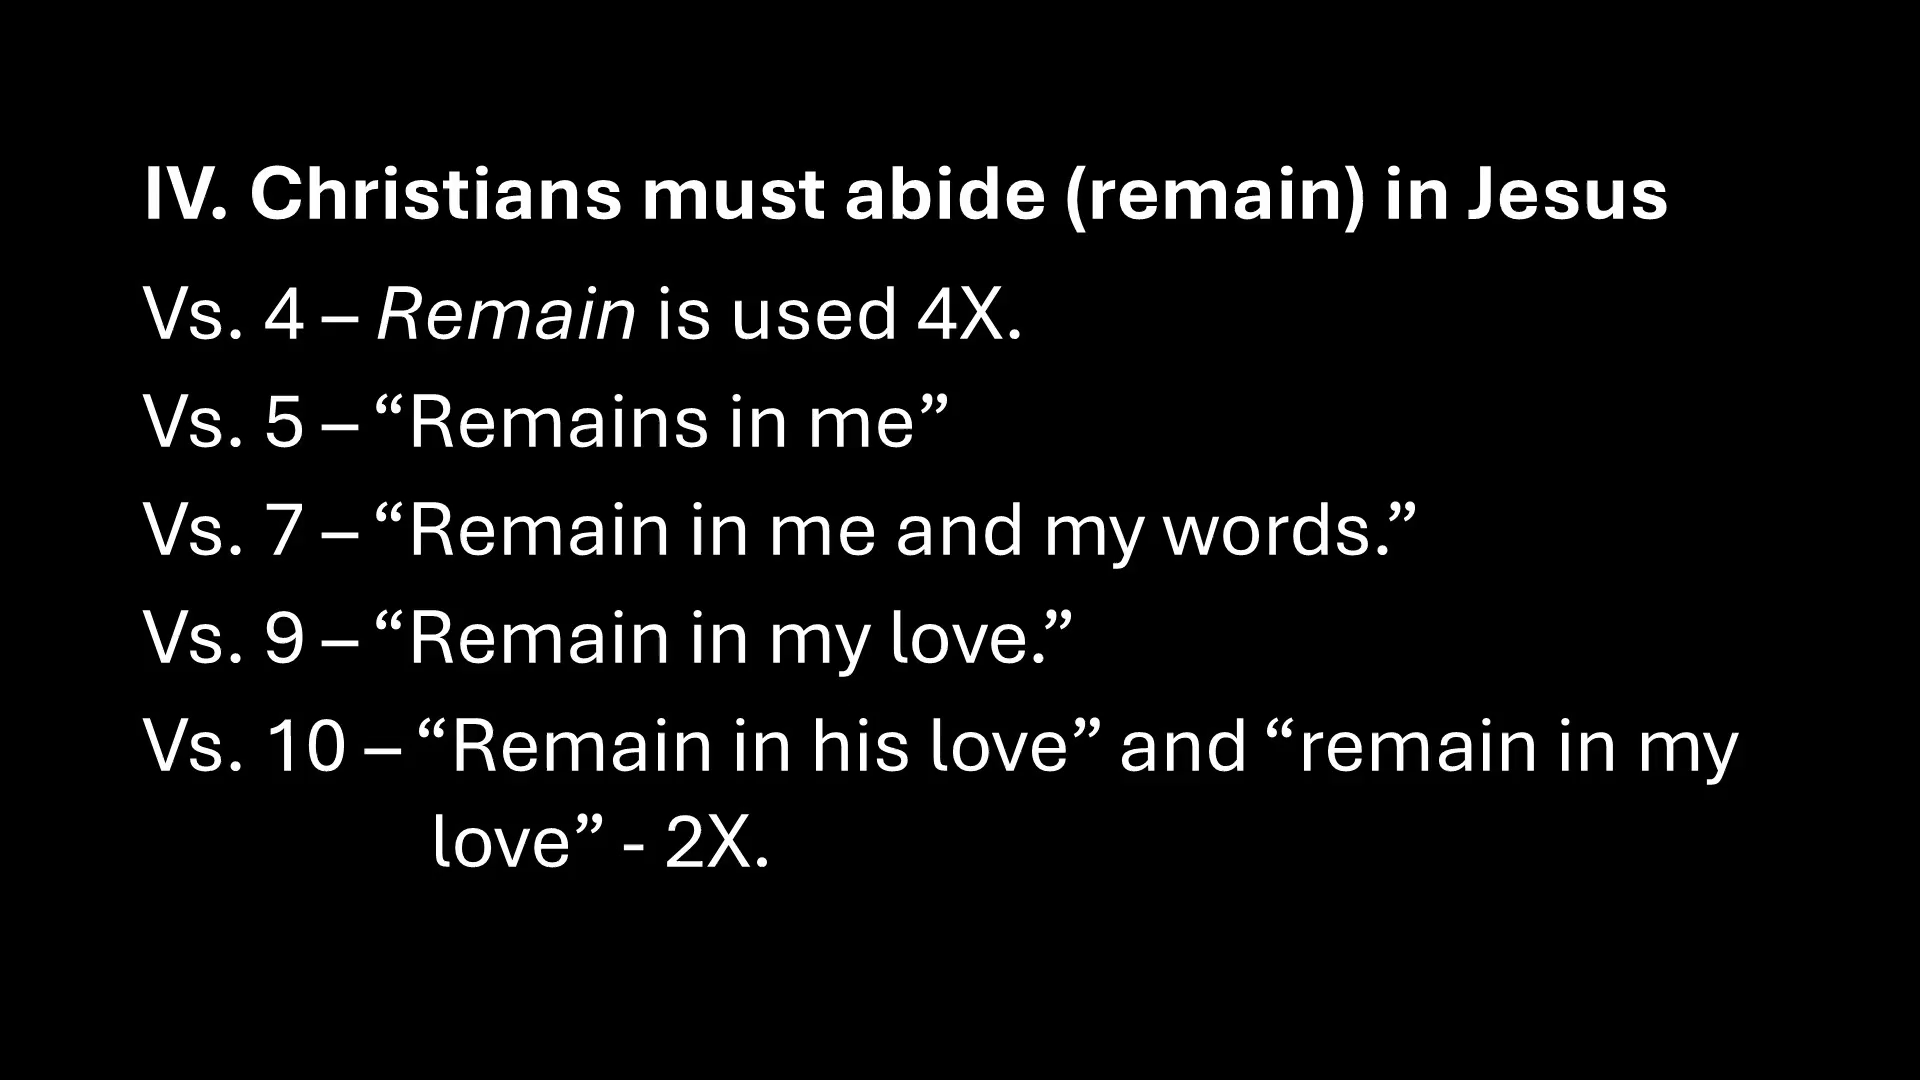 IV. Christians must abide (remain) in Jesus
Vs. 4 – Remain is used 4X.
Vs. 5 – “Remains in me”
Vs. 7 – “Remain in me and my words.”
Vs. 9 – “Remain in my love.”
Vs. 10 – “Remain in his love” and “remain in my
love” - 2X.